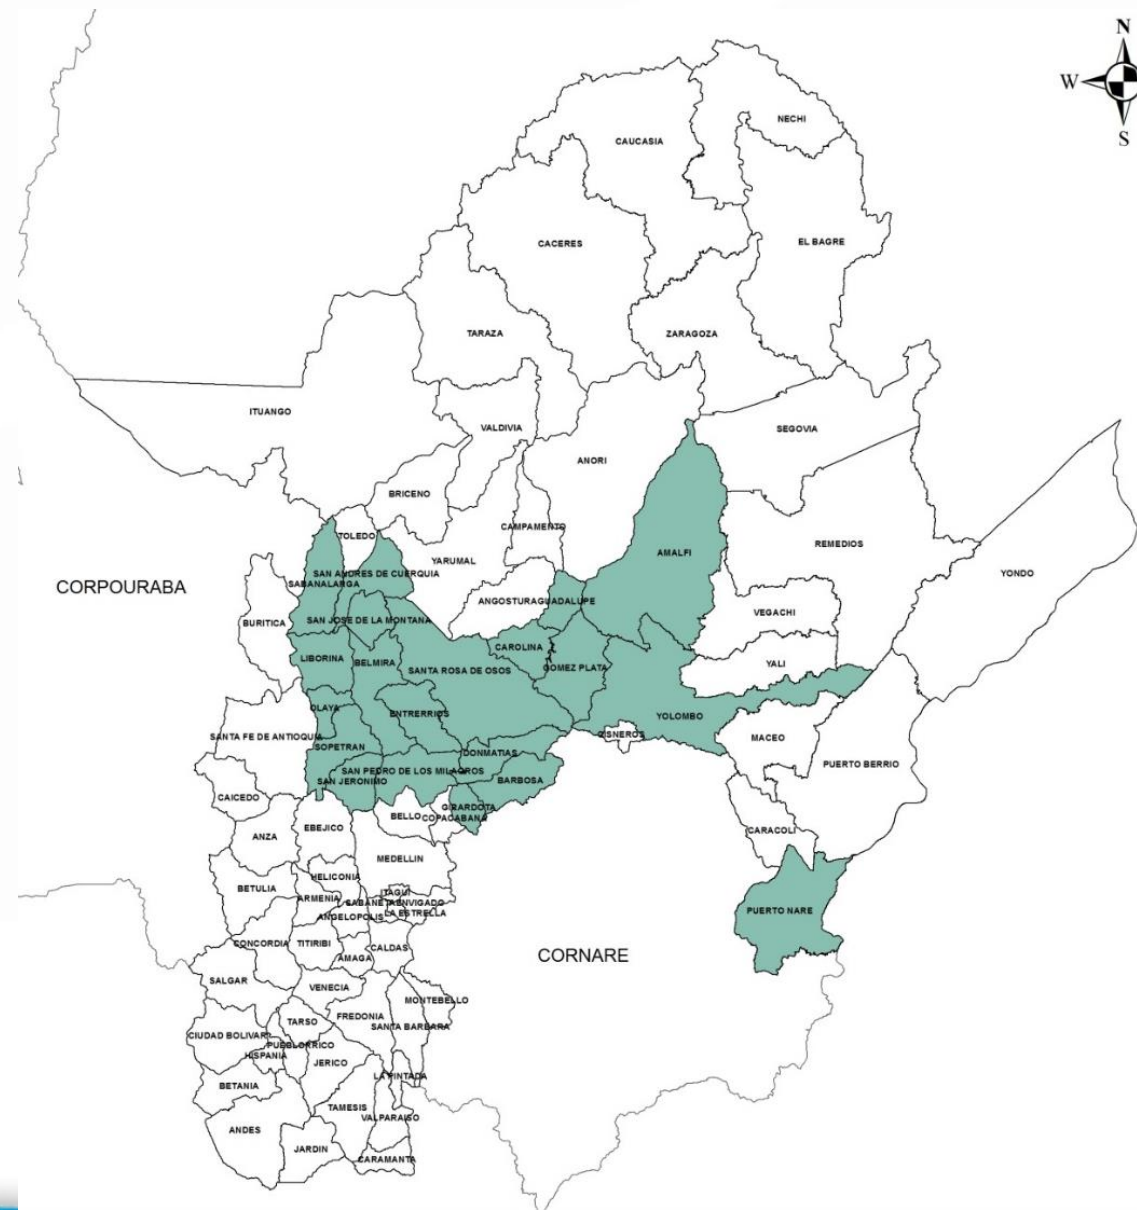 N
W
S
NECHI
CAUCASIA
EL BAGRE
CACERES
TARAZA
ZARAGOZA
ITUANGO
VALDIVIA
SEGOVIA
ANORI
BRICENO
CAMPAMENTO
TOLEDO
YARUMAL
AMALFI
REMEDIOS
YONDO
SAN ANDRES DE CUERQUIA
SABANALARGA
CORPOURABA
ANGOSTURA
GUADALUPE
VEGACHI
BURITICA
SAN JOSE DE LA MONTANA
CAROLINA
LIBORINA
BELMIRA
SANTA ROSA DE OSOS
GOMEZ PLATA
YALI
OLAYA
ENTRERRIOS
YOLOMBO
SANTA FE DE ANTIOQUIA
SOPETRAN
CISNEROS
MACEO
DONMATIAS
PUERTO BERRIO
SAN PEDRO DE LOS MILAGROS
SAN JERONIMO
BARBOSA
CAICEDO
GIRARDOTA
BELLO
COPACABANA
EBEJICO
ANZA
CARACOLI
MEDELLIN
HELICONIA
BETULIA
ITAGUI
ARMENIA
SABANETA
ENVIGADO
LA ESTRELLA
ANGELOPOLIS
PUERTO NARE
CONCORDIA
TITIRIBI
CALDAS
AMAGA
CORNARE
SALGAR
VENECIA
MONTEBELLO
FREDONIA
TARSO
SANTA BARBARA
CIUDAD BOLIVAR
PUEBLORRICO
HISPANIA
JERICO
LA PINTADA
BETANIA
TAMESIS
VALPARAISO
ANDES
JARDIN
CARAMANTA